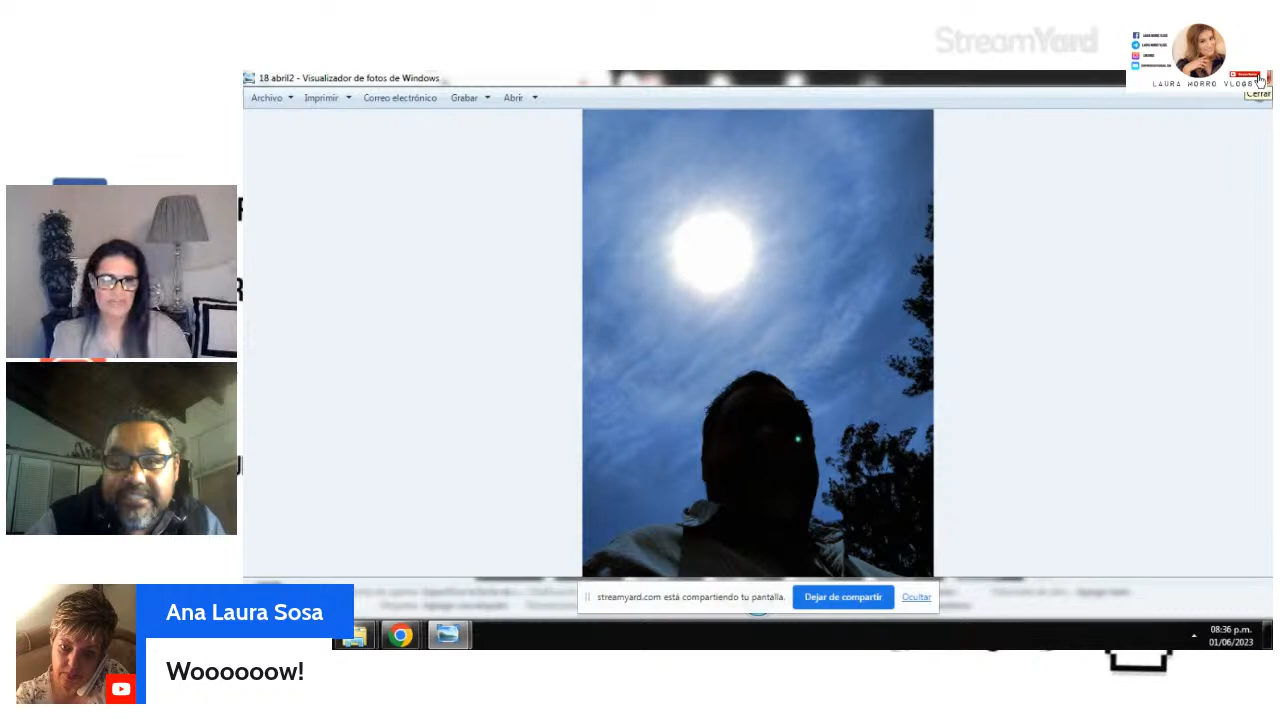 StreamYard
LAURA MORRO VLOGS
18 abril2 - Visualizador de fotos de Windows
Archivo Imprimir Correo electrónico Grabar Abrir
Cerrar
streamyard.com está compartiendo tu pantalla.
Dejar de compartir
Ocultar
Ana Laura Sosa
Woooooow!
08:36 p.m.
01/06/2023